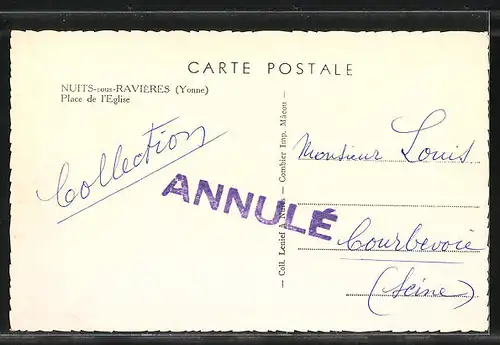 CARTE POSTALE
NUITS-sous-RAVIÈRES (Yonne)
Place de l'Eglise
Collection
ANNULÉ
— Coll. Lenief, Nuits — Combier Imp. Mâcon —
Monsieur Louis
Courbevoie
(Seine)